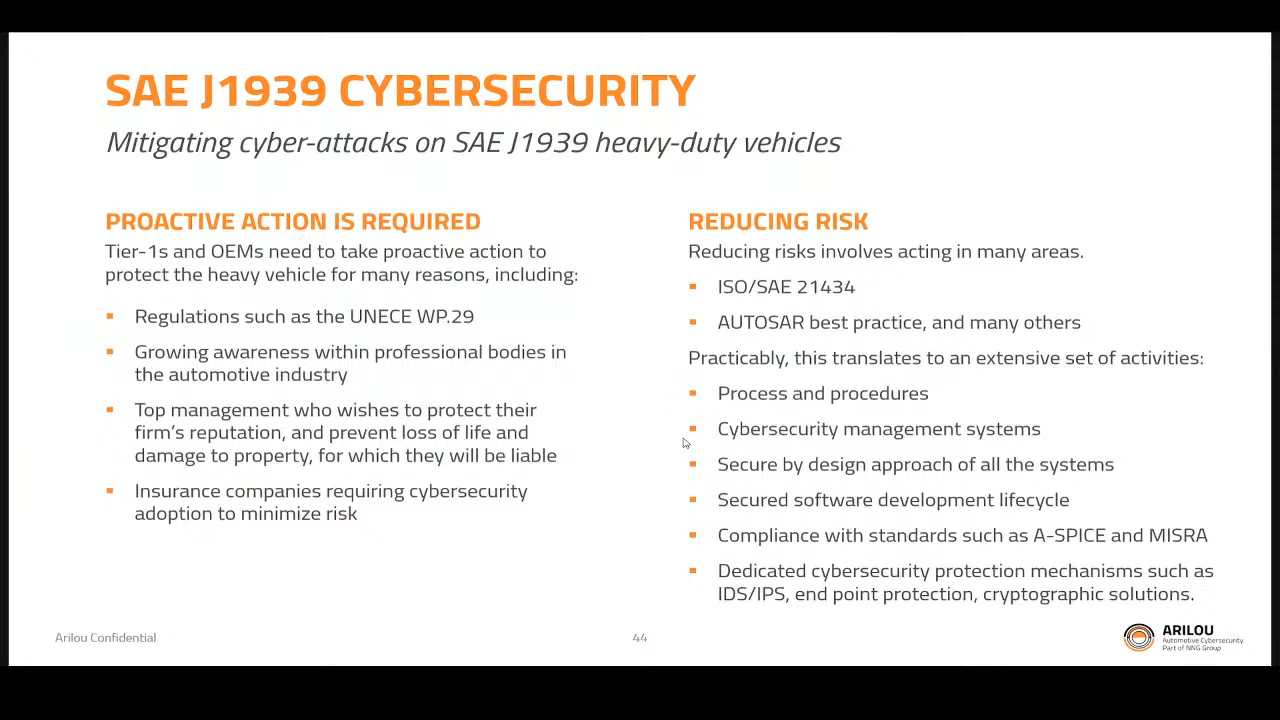 SAE J1939 CYBERSECURITY
Mitigating cyber-attacks on SAE J1939 heavy-duty vehicles
PROACTIVE ACTION IS REQUIRED
Tier-1s and OEMs need to take proactive action to
protect the heavy vehicle for many reasons, including:
Regulations such as the UNECE WP.29
Growing awareness within professional bodies in
the automotive industry
Top management who wishes to protect their
firm's reputation, and prevent loss of life and
damage to property, for which they will be liable
Insurance companies requiring cybersecurity
adoption to minimize risk
REDUCING RISK
Reducing risks involves acting in many areas.
ISO/SAE 21434
AUTOSAR best practice, and many others
Practicably, this translates to an extensive set of activities:
Process and procedures
Cybersecurity management systems
Secure by design approach of all the systems
Secured software development lifecycle
Compliance with standards such as A-SPICE and MISRA
Dedicated cybersecurity protection mechanisms such as
IDS/IPS, end point protection, cryptographic solutions.
Arilou Confidential
44
ARILOU
Automotive Cybersecurity
Part of NNG Group